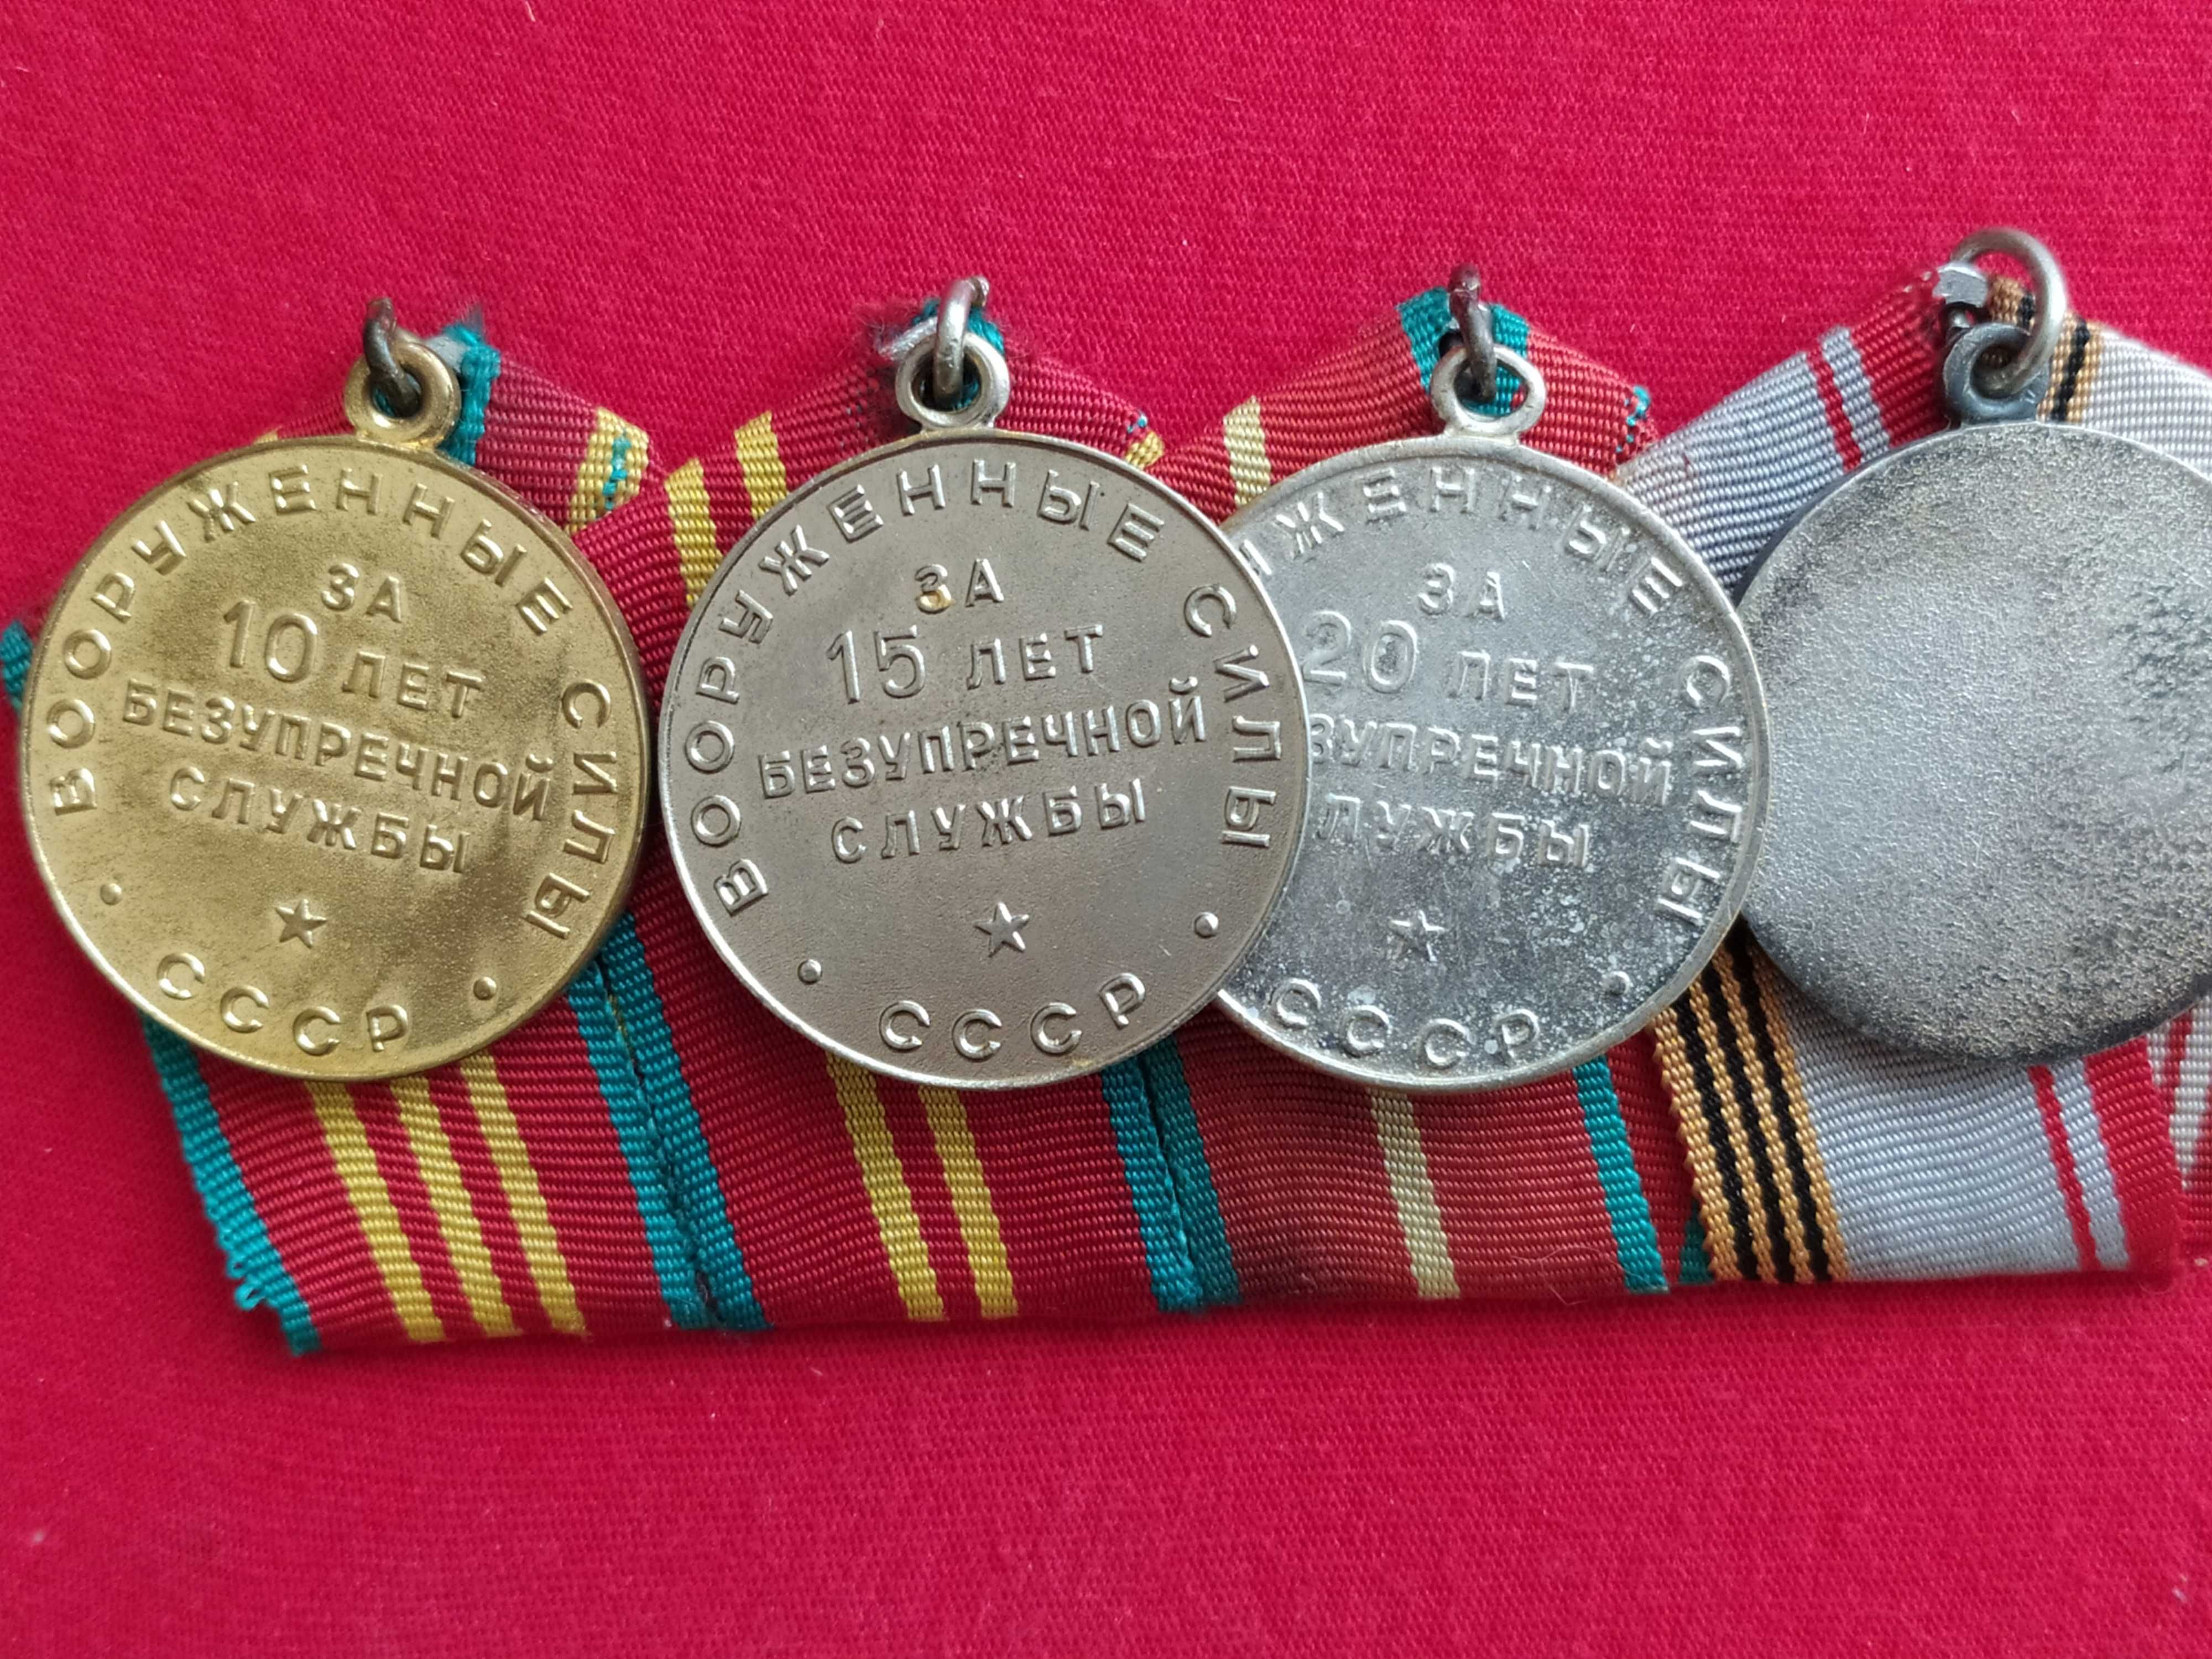 ВООРУЖЕННЫЕ СИЛЫ
ЗА
10 ЛЕТ
БЕЗУПРЕЧНОЙ
СЛУЖБЫ
СССР
ВООРУЖЕННЫЕ СИЛЫ
ЗА
15 ЛЕТ
БЕЗУПРЕЧНОЙ
СЛУЖБЫ
СССР
ЖЕННЫЕ СИЛЫ
ЗА
20 ЛЕТ
ЗУПРЕЧНОЙ
ЛУЖБЫ
СССР